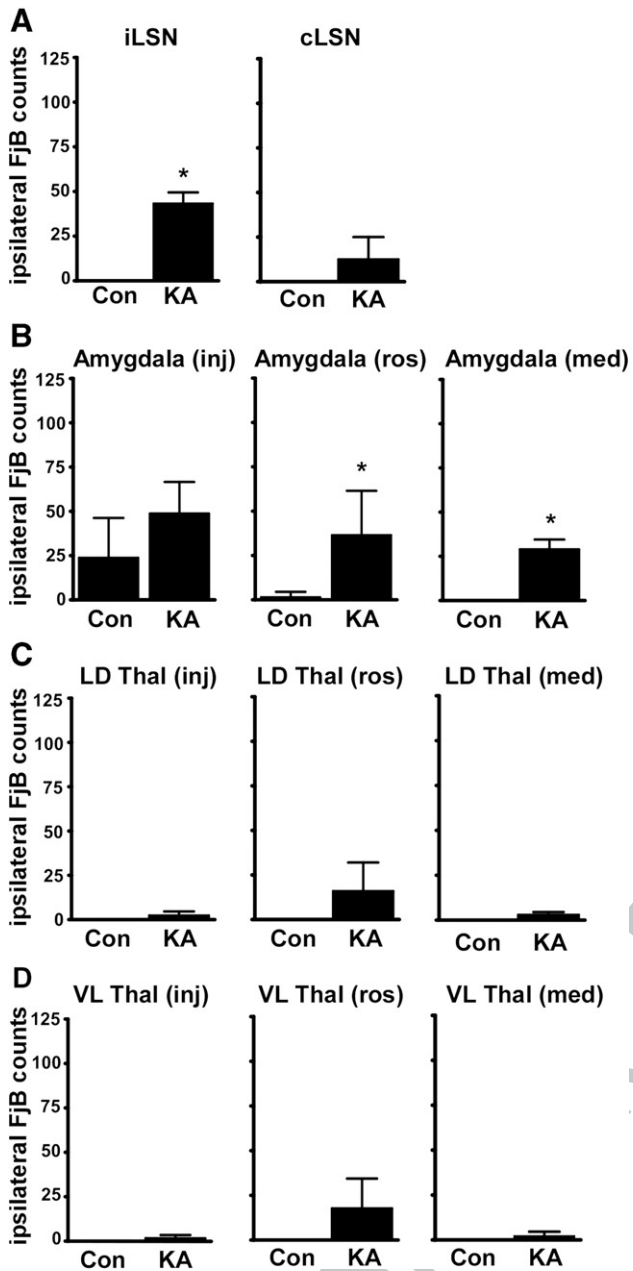 A
iLSN cLSN
ipsilateral FjB counts
125
100
75
50
25
0
*
Con KA Con KA
B
Amygdala (inj) Amygdala (ros) Amygdala (med)
ipsilateral FjB counts
125
100
75
50
25
0
* *
Con KA Con KA Con KA
C
LD Thal (inj) LD Thal (ros) LD Thal (med)
ipsilateral FjB counts
125
100
75
50
25
0
Con KA Con KA Con KA
D
VL Thal (inj) VL Thal (ros) VL Thal (med)
ipsilateral FjB counts
125
100
75
50
25
0
Con KA Con KA Con KA